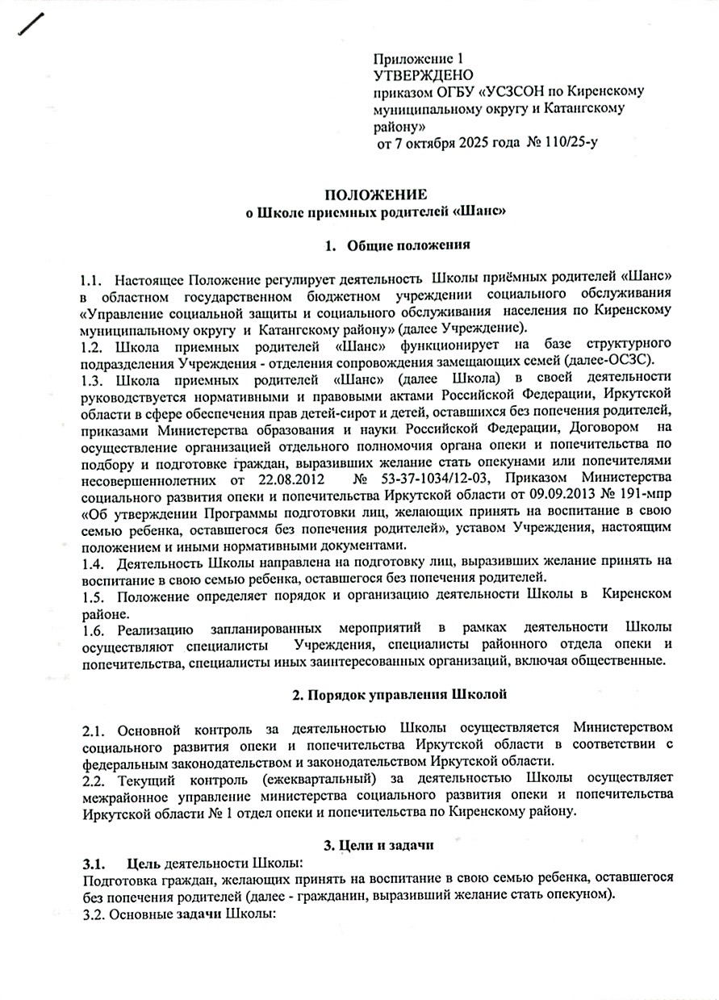 Приложение 1
УТВЕРЖДЕНО
приказом ОГБУ «УСЗСОН по Киренскому
муниципальному округу и Катангскому
району»
от 7 октября 2025 года № 110/25-у
ПОЛОЖЕНИЕ
о Школе приемных родителей «Шанс»
1. Общие положения
1.1. Настоящее Положение регулирует деятельность Школы приёмных родителей «Шанс»
в областном государственном бюджетном учреждении социального обслуживания
«Управление социальной защиты и социального обслуживания населения по Киренскому
муниципальному округу и Катангскому району» (далее Учреждение).
1.2. Школа приемных родителей «Шанс» функционирует на базе структурного
подразделения Учреждения - отделения сопровождения замещающих семей (далее-ОСЗС).
1.3. Школа приемных родителей «Шанс» (далее Школа) в своей деятельности
руководствуется нормативными и правовыми актами Российской Федерации, Иркутской
области в сфере обеспечения прав детей-сирот и детей, оставшихся без попечения родителей,
приказами Министерства образования и науки Российской Федерации, Договором на
осуществление организацией отдельного полномочия органа опеки и попечительства по
подбору и подготовке граждан, выразивших желание стать опекунами или попечителями
несовершеннолетних от 22.08.2012 № 53-37-1034/12-03, Приказом Министерства
социального развития опеки и попечительства Иркутской области от 09.09.2013 № 191-мпр
«Об утверждении Программы подготовки лиц, желающих принять на воспитание в свою
семью ребенка, оставшегося без попечения родителей», уставом Учреждения, настоящим
положением и иными нормативными документами.
1.4. Деятельность Школы направлена на подготовку лиц, выразивших желание принять на
воспитание в свою семью ребенка, оставшегося без попечения родителей.
1.5. Положение определяет порядок и организацию деятельности Школы в Киренском
районе.
1.6. Реализацию запланированных мероприятий в рамках деятельности Школы
осуществляют специалисты Учреждения, специалисты районного отдела опеки и
попечительства, специалисты иных заинтересованных организаций, включая общественные.
2. Порядок управления Школой
2.1. Основной контроль за деятельностью Школы осуществляется Министерством
социального развития опеки и попечительства Иркутской области в соответствии с
федеральным законодательством и законодательством Иркутской области.
2.2. Текущий контроль (ежеквартальный) за деятельностью Школы осуществляет
межрайонное управление министерства социального развития опеки и попечительства
Иркутской области № 1 отдел опеки и попечительства по Киренскому району.
3. Цели и задачи
3.1. Цель деятельности Школы:
Подготовка граждан, желающих принять на воспитание в свою семью ребенка, оставшегося
без попечения родителей (далее - гражданин, выразивший желание стать опекуном).
3.2. Основные задачи Школы: